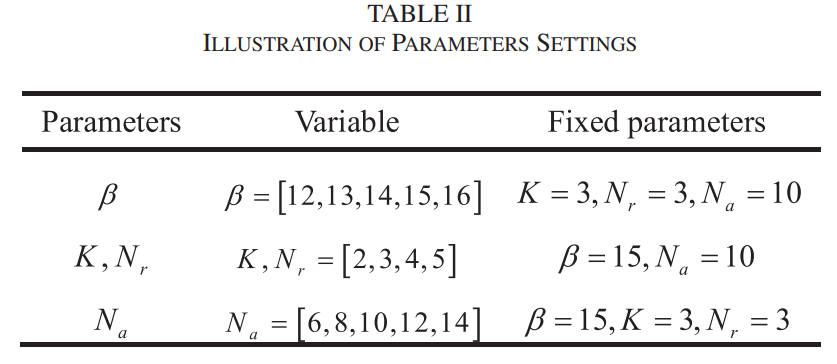 TABLE II
ILLUSTRATION OF PARAMETERS SETTINGS
Parameters Variable Fixed parameters
β β = [12,13,14,15,16] K = 3, N_r = 3, N_a = 10
K, N_r K, N_r = [2,3,4,5] β = 15, N_a = 10
N_a N_a = [6,8,10,12,14] β = 15, K = 3, N_r = 3